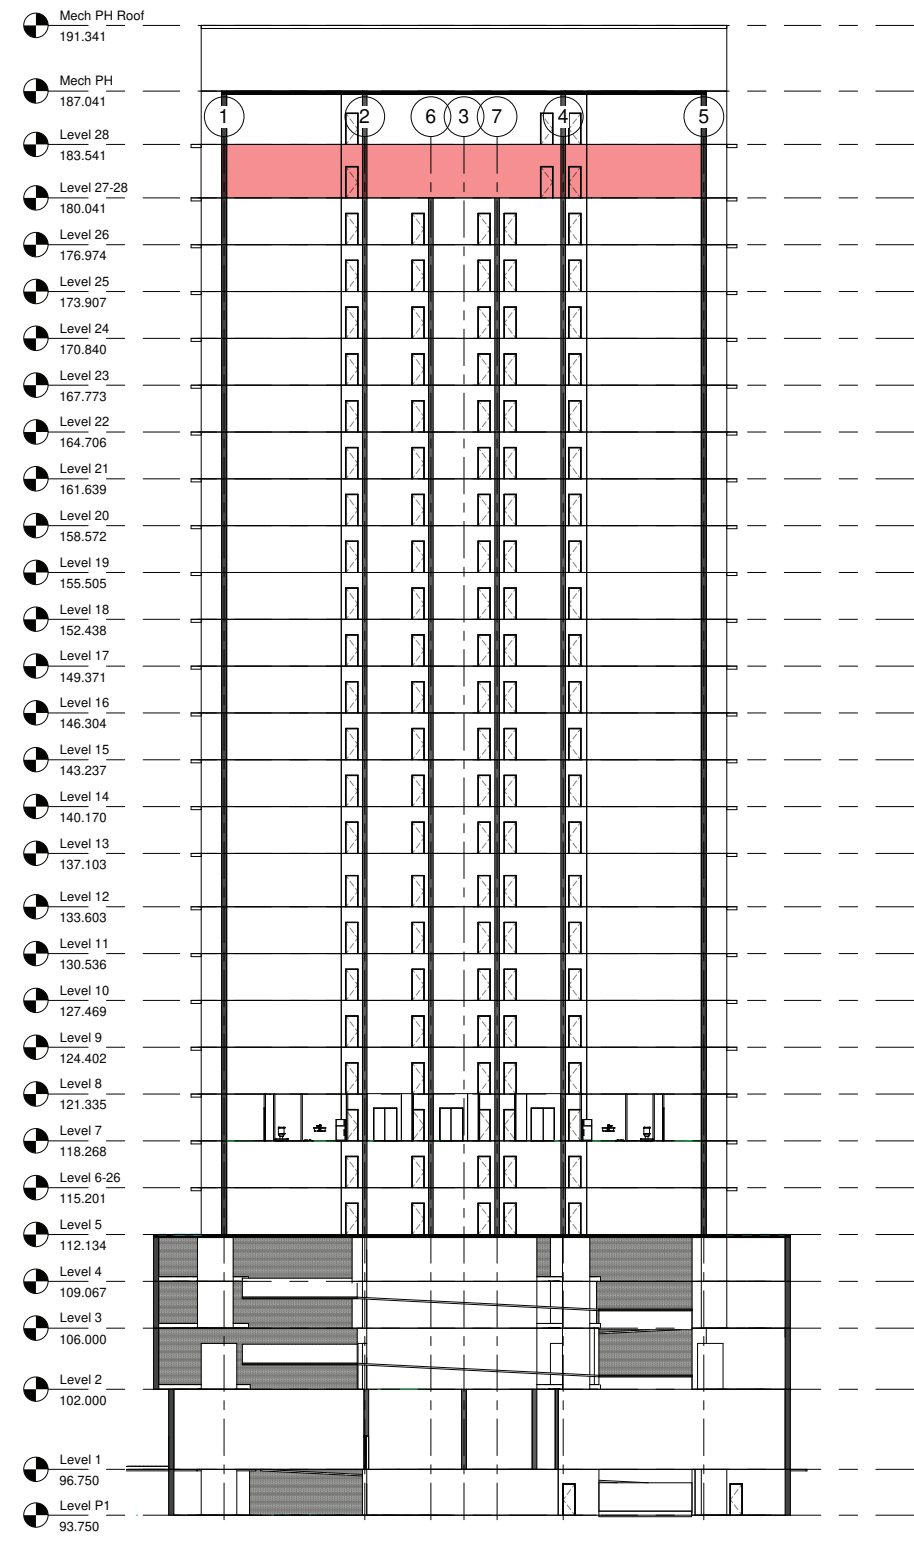 Mech PH Roof
191.341
Mech PH
187.041
1 2 6 3 7 4 5
Level 28
183.541
Level 27-28
180.041
Level 26
176.974
Level 25
173.907
Level 24
170.840
Level 23
167.773
Level 22
164.706
Level 21
161.639
Level 20
158.572
Level 19
155.505
Level 18
152.438
Level 17
149.371
Level 16
146.304
Level 15
143.237
Level 14
140.170
Level 13
137.103
Level 12
133.603
Level 11
130.536
Level 10
127.469
Level 9
124.402
Level 8
121.335
Level 7
118.268
Level 6-26
115.201
Level 5
112.134
Level 4
109.067
Level 3
106.000
Level 2
102.000
Level 1
96.750
Level P1
93.750